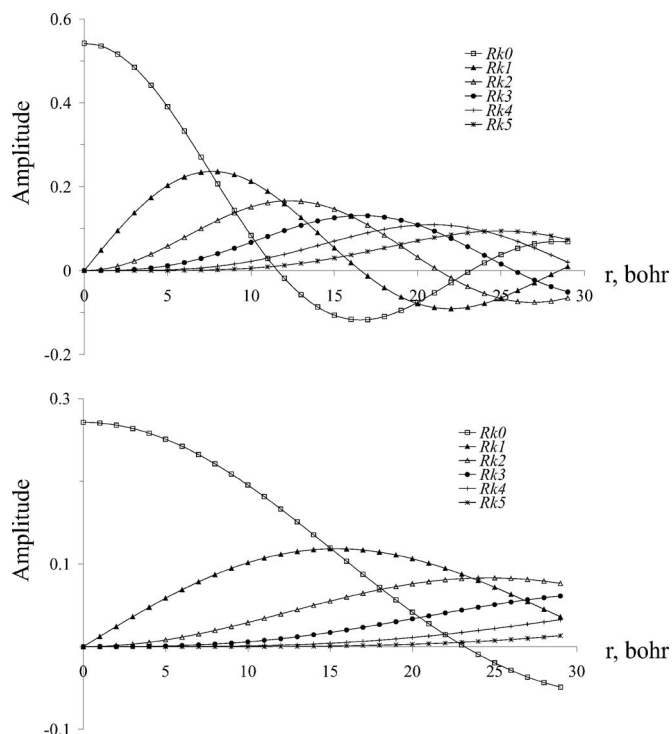 0.6
0.4
0.2
0
-0.2
Amplitude
0 5 10 15 20 25 30
r, bohr
Rk0
Rk1
Rk2
Rk3
Rk4
Rk5
0.3
0.1
-0.1
Amplitude
0 5 10 15 20 25 30
r, bohr
Rk0
Rk1
Rk2
Rk3
Rk4
Rk5